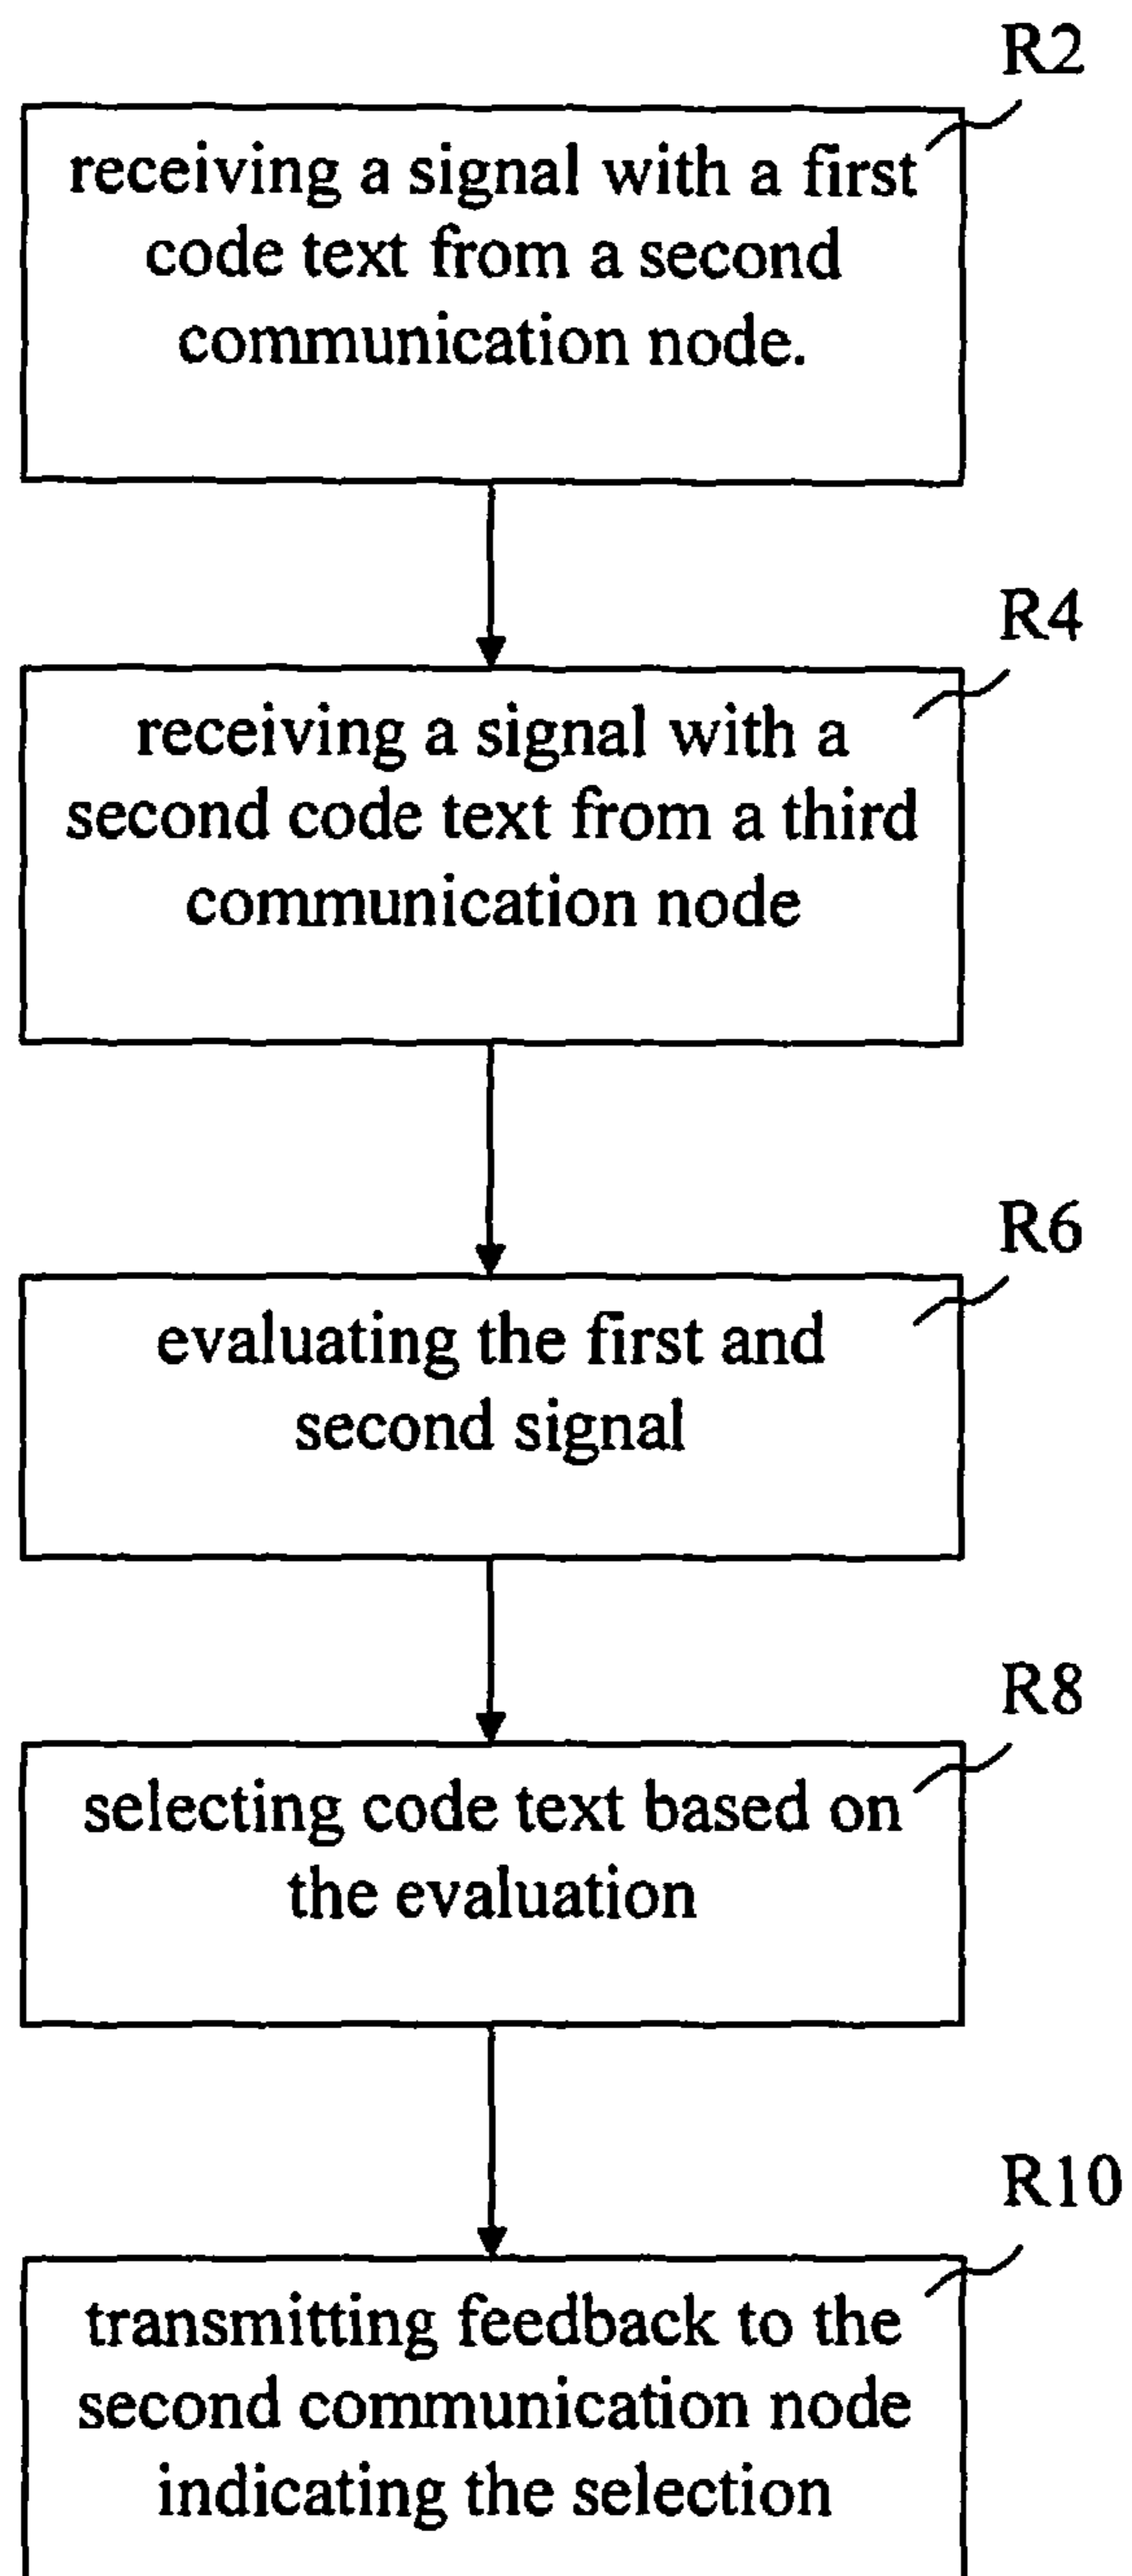 R2
receiving a signal with a first
code text from a second
communication node.
R4
receiving a signal with a
second code text from a third
communication node
R6
evaluating the first and
second signal
R8
selecting code text based on
the evaluation
R10
transmitting feedback to the
second communication node
indicating the selection